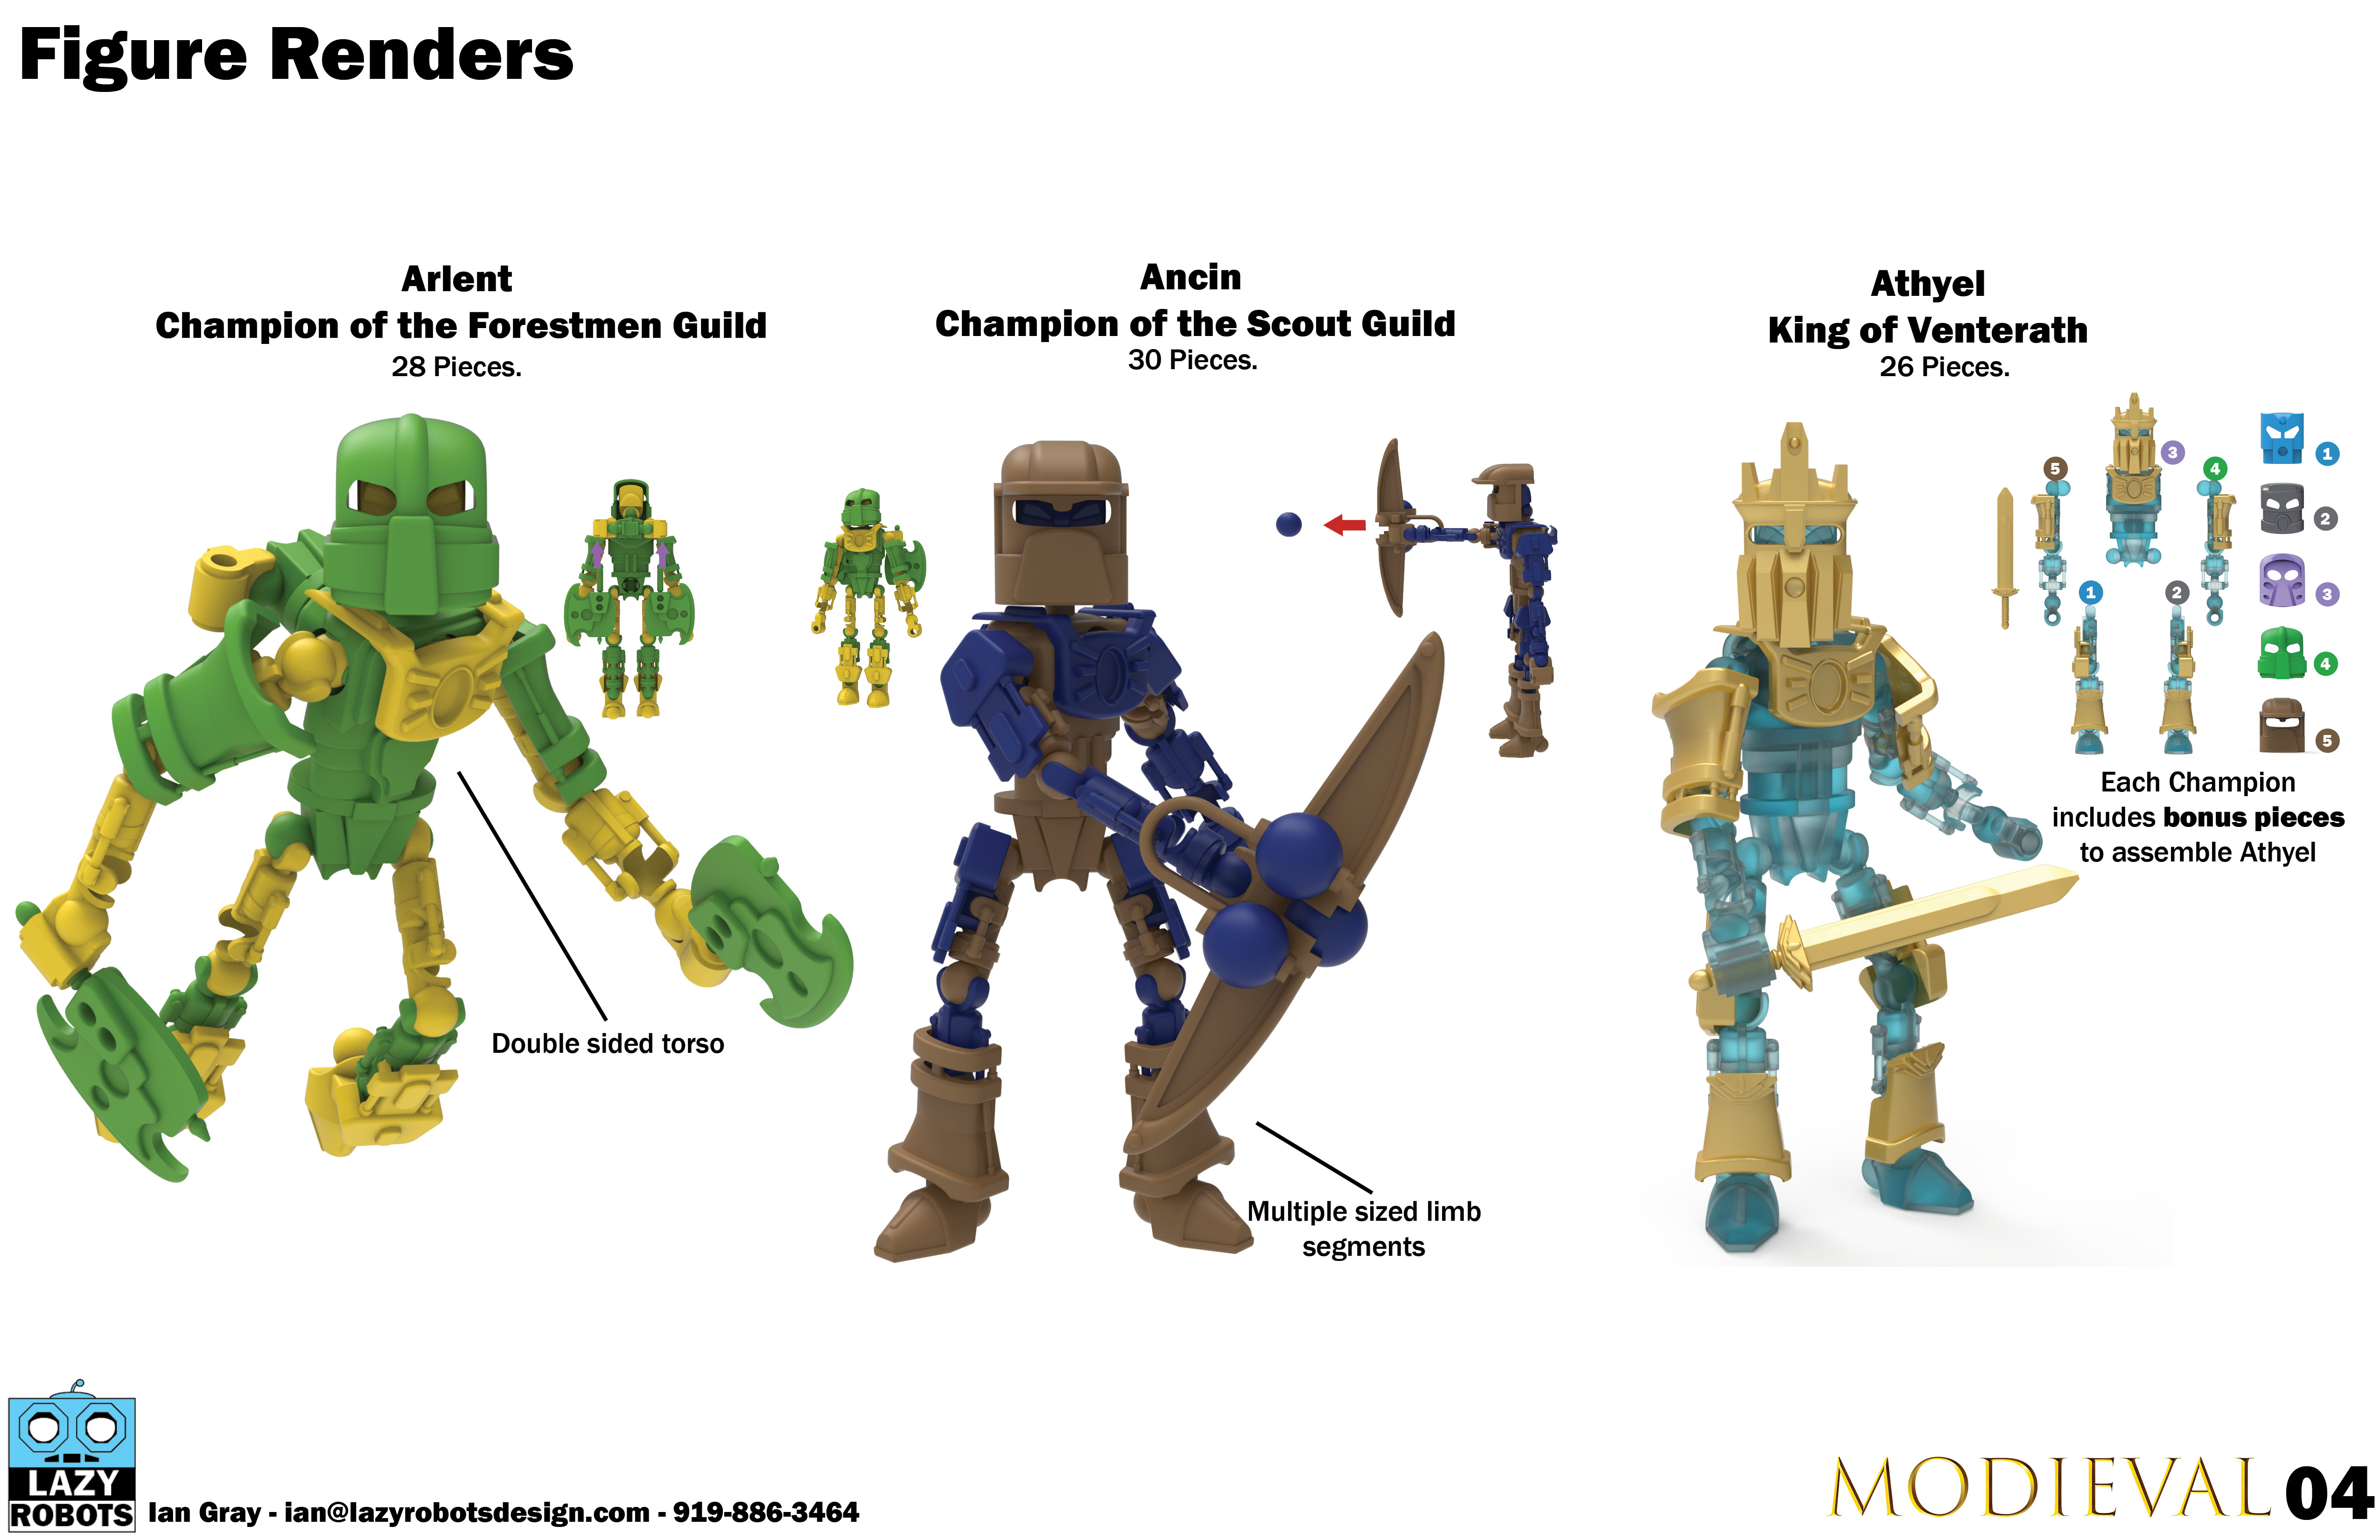 Figure Renders
Arlent
Champion of the Forestmen Guild
28 Pieces.
Double sided torso
Ancin
Champion of the Scout Guild
30 Pieces.
Multiple sized limb
segments
Athyel
King of Venterath
26 Pieces.
5
3
4
1
2
1
2
3
4
5
Each Champion
includes bonus pieces
to assemble Athyel
LAZY
ROBOTS
Ian Gray - ian@lazyrobotsdesign.com - 919-886-3464
MODIEVAL 04